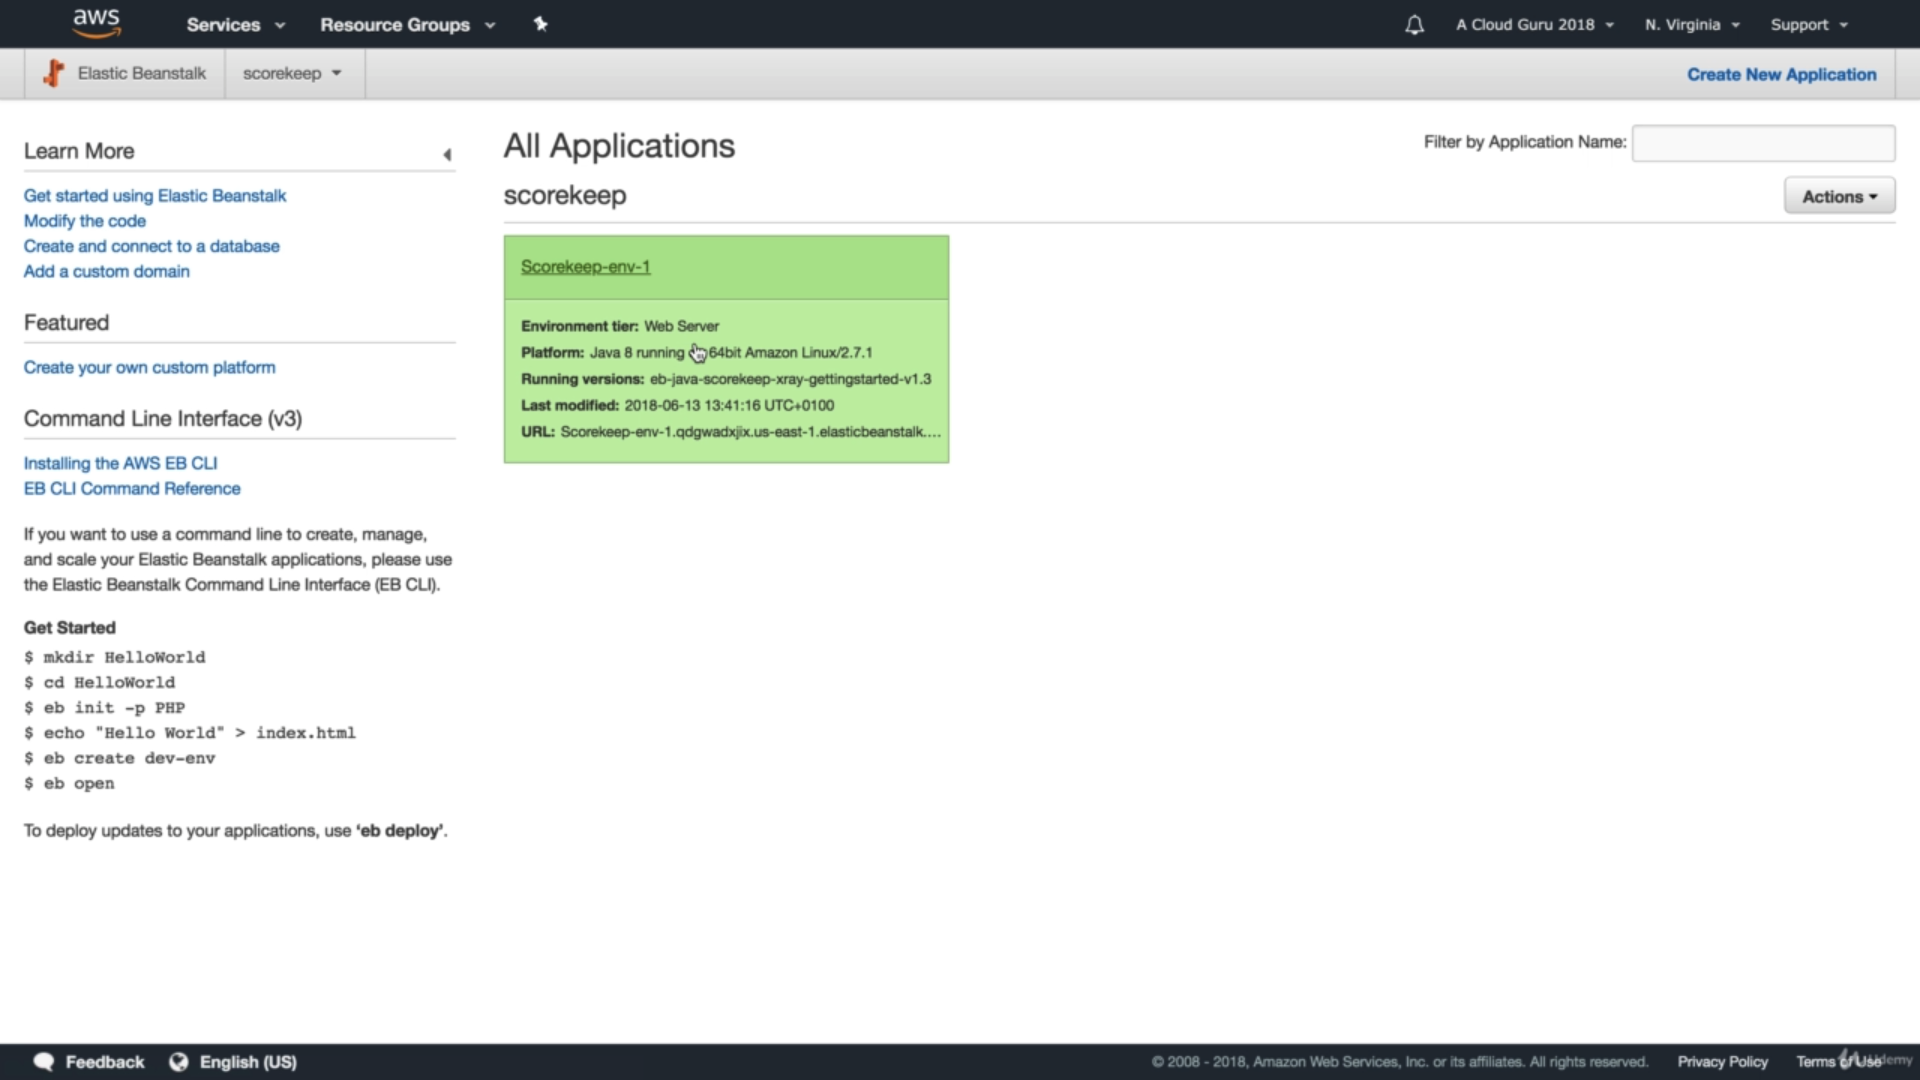 aws Services Resource Groups A Cloud Guru 2018 N. Virginia Support
Elastic Beanstalk scorekeep Create New Application
Learn More
Get started using Elastic Beanstalk
Modify the code
Create and connect to a database
Add a custom domain
Featured
Create your own custom platform
Command Line Interface (v3)
Installing the AWS EB CLI
EB CLI Command Reference
If you want to use a command line to create, manage,
and scale your Elastic Beanstalk applications, please use
the Elastic Beanstalk Command Line Interface (EB CLI).
Get Started
$ mkdir HelloWorld
$ cd HelloWorld
$ eb init -p PHP
$ echo "Hello World" > index.html
$ eb create dev-env
$ eb open
To deploy updates to your applications, use ‘eb deploy’.
All Applications
Filter by Application Name:
scorekeep
Actions
Scorekeep-env-1
Environment tier: Web Server
Platform: Java 8 running 64bit Amazon Linux/2.7.1
Running versions: eb-java-scorekeep-xray-gettingstarted-v1.3
Last modified: 2018-06-13 13:41:16 UTC+0100
URL: Scorekeep-env-1.qdgwadxjix.us-east-1.elasticbeanstalk....
Feedback English (US) © 2008 - 2018, Amazon Web Services, Inc. or its affiliates. All rights reserved. Privacy Policy Terms of Use